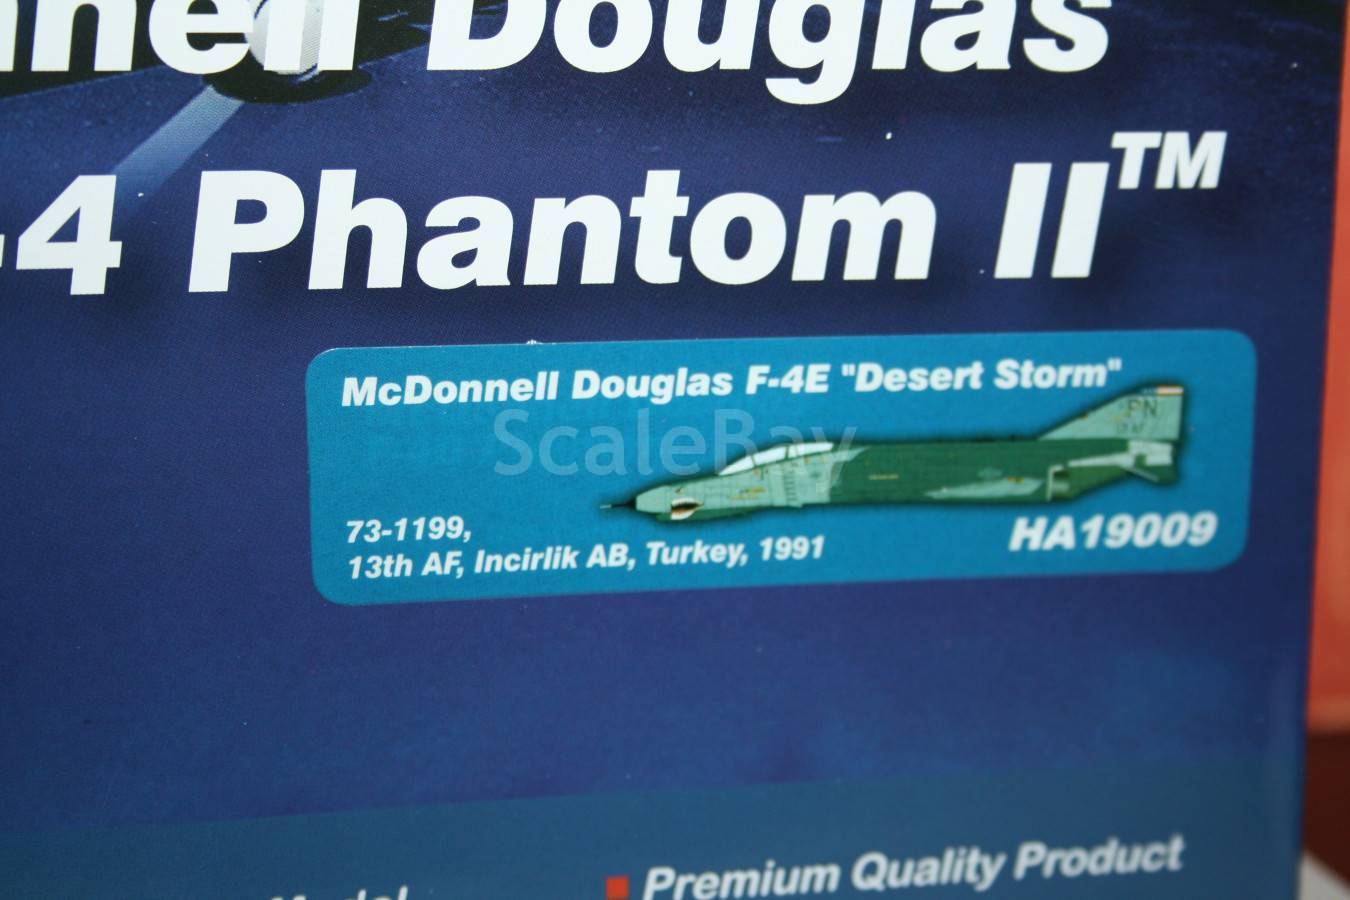 Douglas
-4 Phantom II™
McDonnell Douglas F-4E "Desert Storm"
PN
ScaleBay
73-1199,
13th AF, Incirlik AB, Turkey, 1991
HA19009
Premium Quality Product